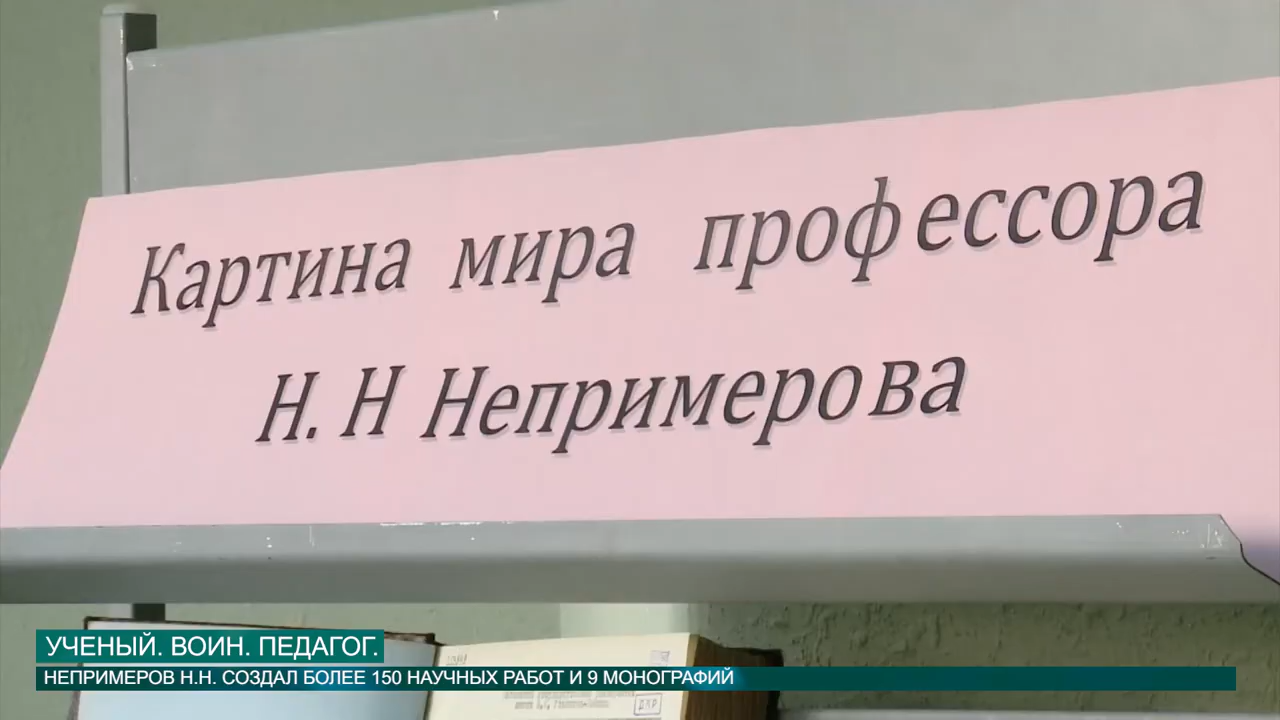 Картина мира профессора
Н. Н Непримерова
УЧЕНЫЙ. ВОИН. ПЕДАГОГ.
НЕПРИМЕРОВ Н.Н. СОЗДАЛ БОЛЕЕ 150 НАУЧНЫХ РАБОТ И 9 МОНОГРАФИЙ